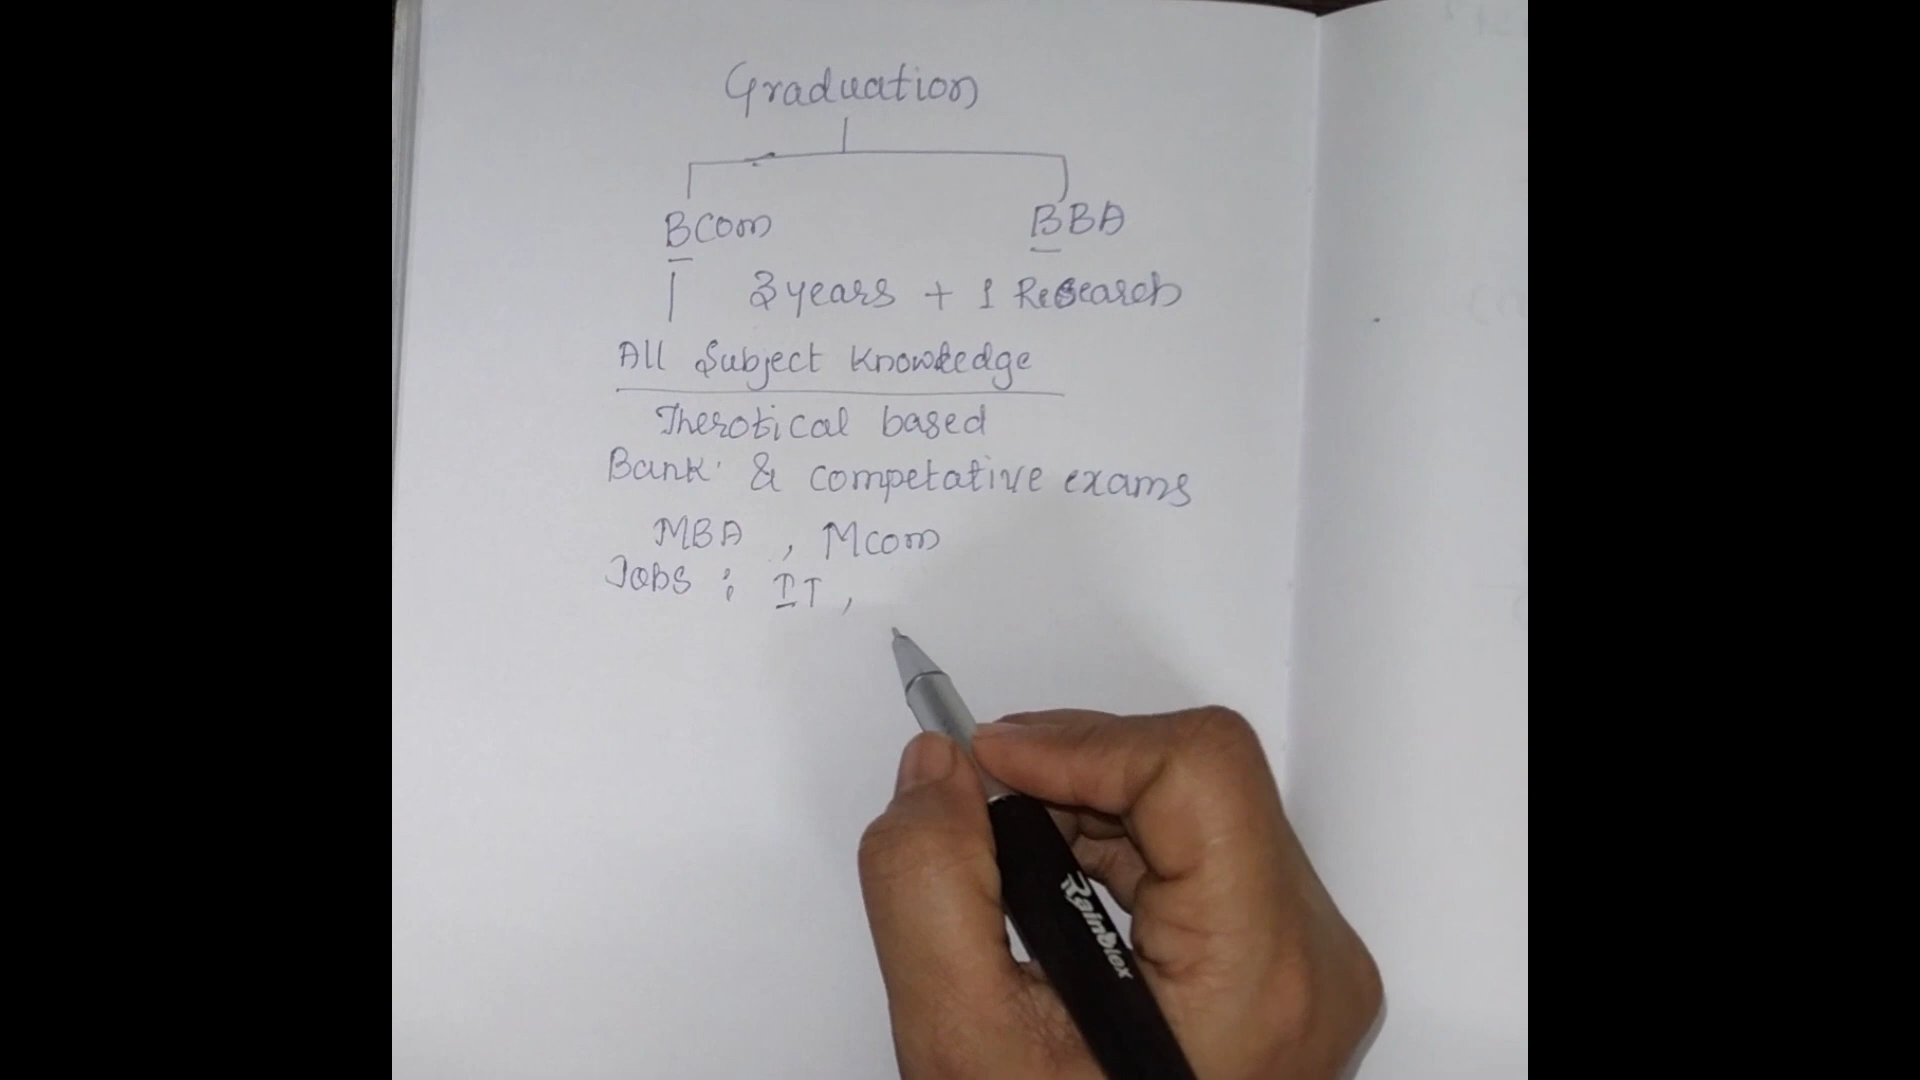 Graduation
Bcom BBA
3 years + 1 Research
All Subject Knowledge
Therotical based
Bank & competative exams
MBA , Mcom
Jobs : IT ,
Rainblex